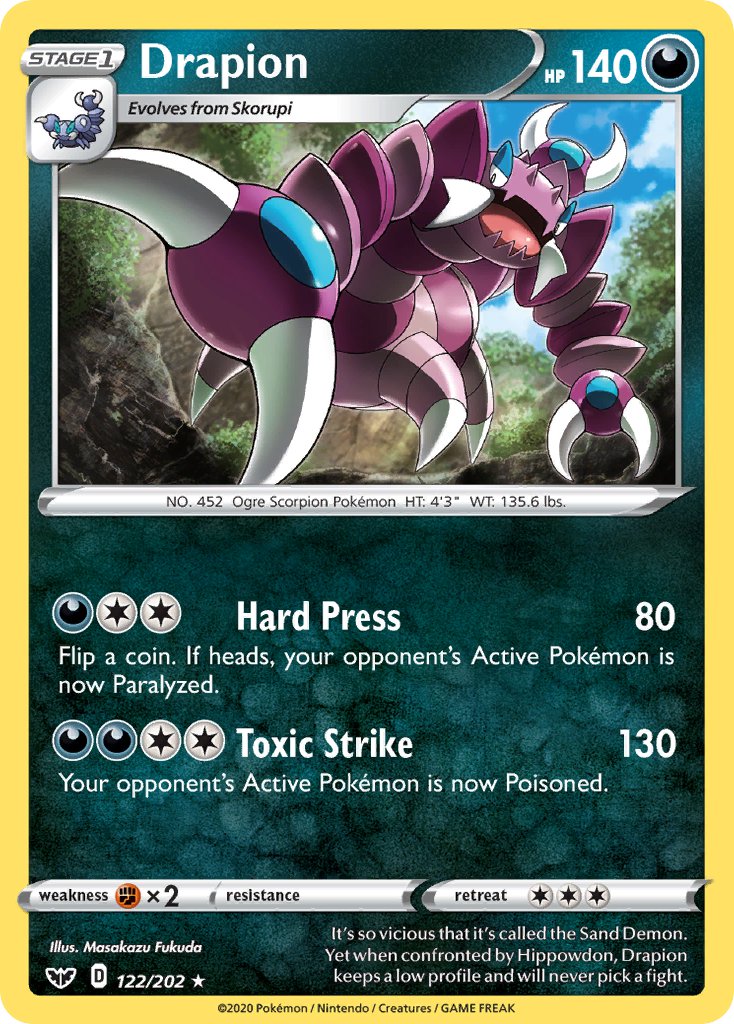 STAGE 1
Drapion
HP 140
Evolves from Skorupi
NO. 452 Ogre Scorpion Pokémon HT: 4'3" WT: 135.6 lbs.
Hard Press 80
Flip a coin. If heads, your opponent's Active Pokémon is
now Paralyzed.
Toxic Strike 130
Your opponent's Active Pokémon is now Poisoned.
weakness ×2 resistance retreat
Illus. Masakazu Fukuda
D 122/202 ★
It's so vicious that it's called the Sand Demon.
Yet when confronted by Hippowdon, Drapion
keeps a low profile and will never pick a fight.
©2020 Pokémon / Nintendo / Creatures / GAME FREAK